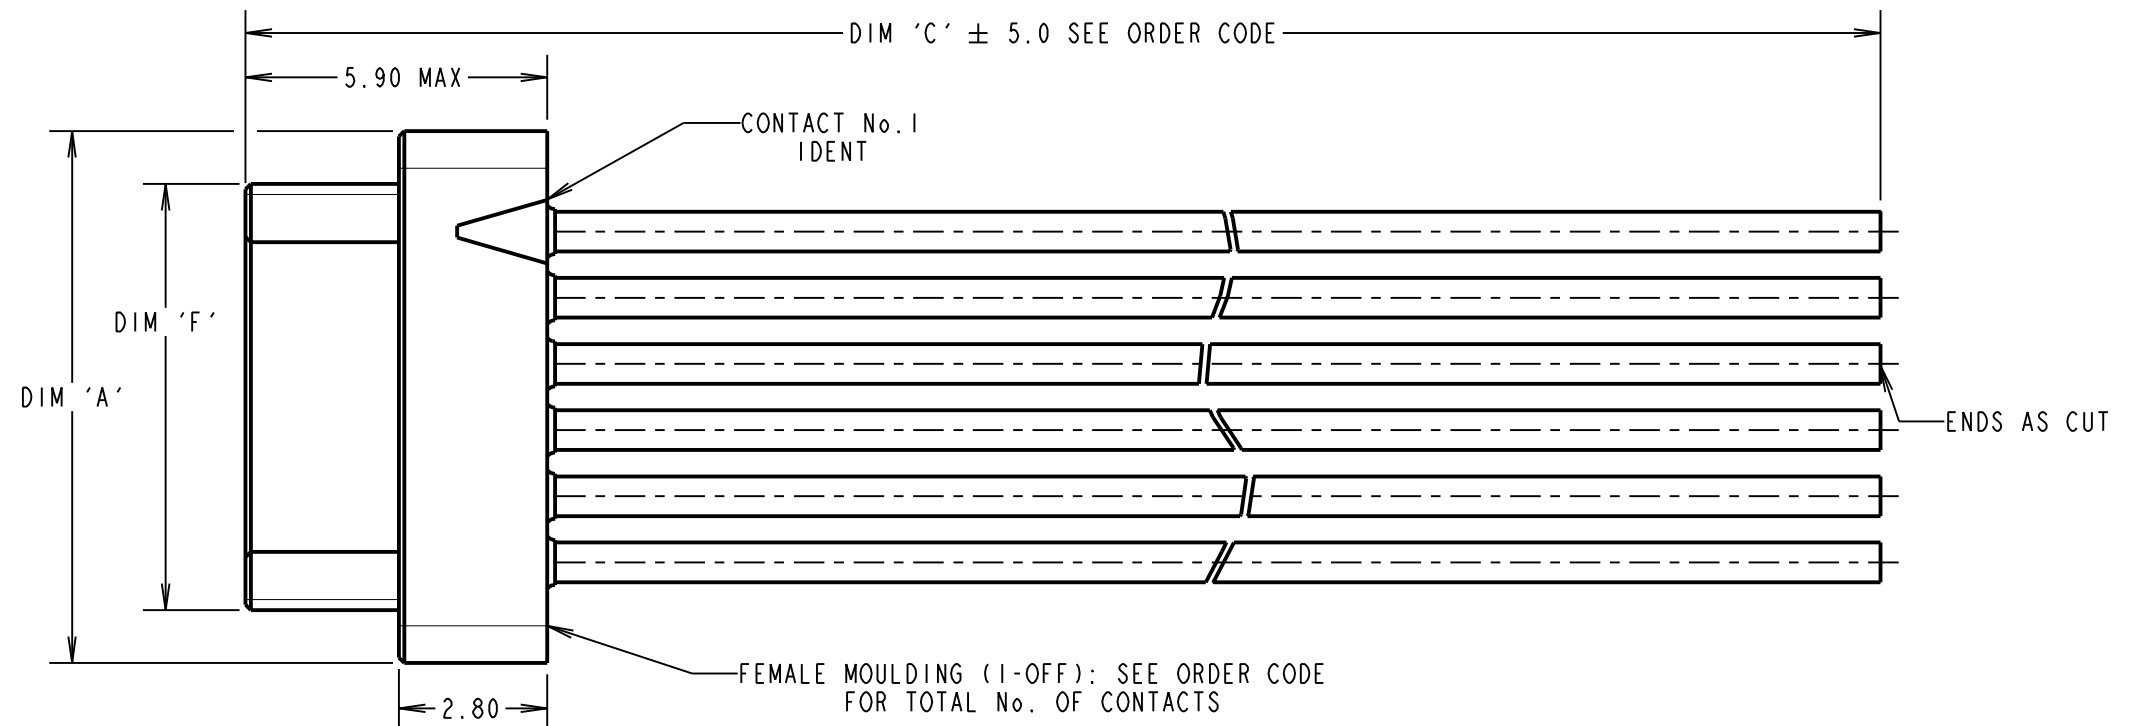 DIM 'C' ± 5.0 SEE ORDER CODE
5.90 MAX
CONTACT No.1
IDENT
DIM 'F'
DIM 'A'
ENDS AS CUT
FEMALE MOULDING (1-OFF): SEE ORDER CODE
FOR TOTAL No. OF CONTACTS
2.80